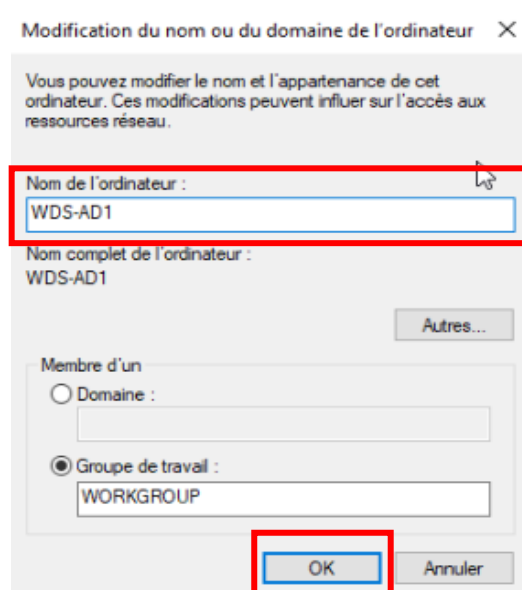 Modification du nom ou du domaine de l'ordinateur
Vous pouvez modifier le nom et l'appartenance de cet
ordinateur. Ces modifications peuvent influer sur l'accès aux
ressources réseau.
Nom de l'ordinateur :
WDS-AD1
Nom complet de l'ordinateur :
WDS-AD1
Autres...
Membre d'un
Domaine :
Groupe de travail :
WORKGROUP
OK Annuler